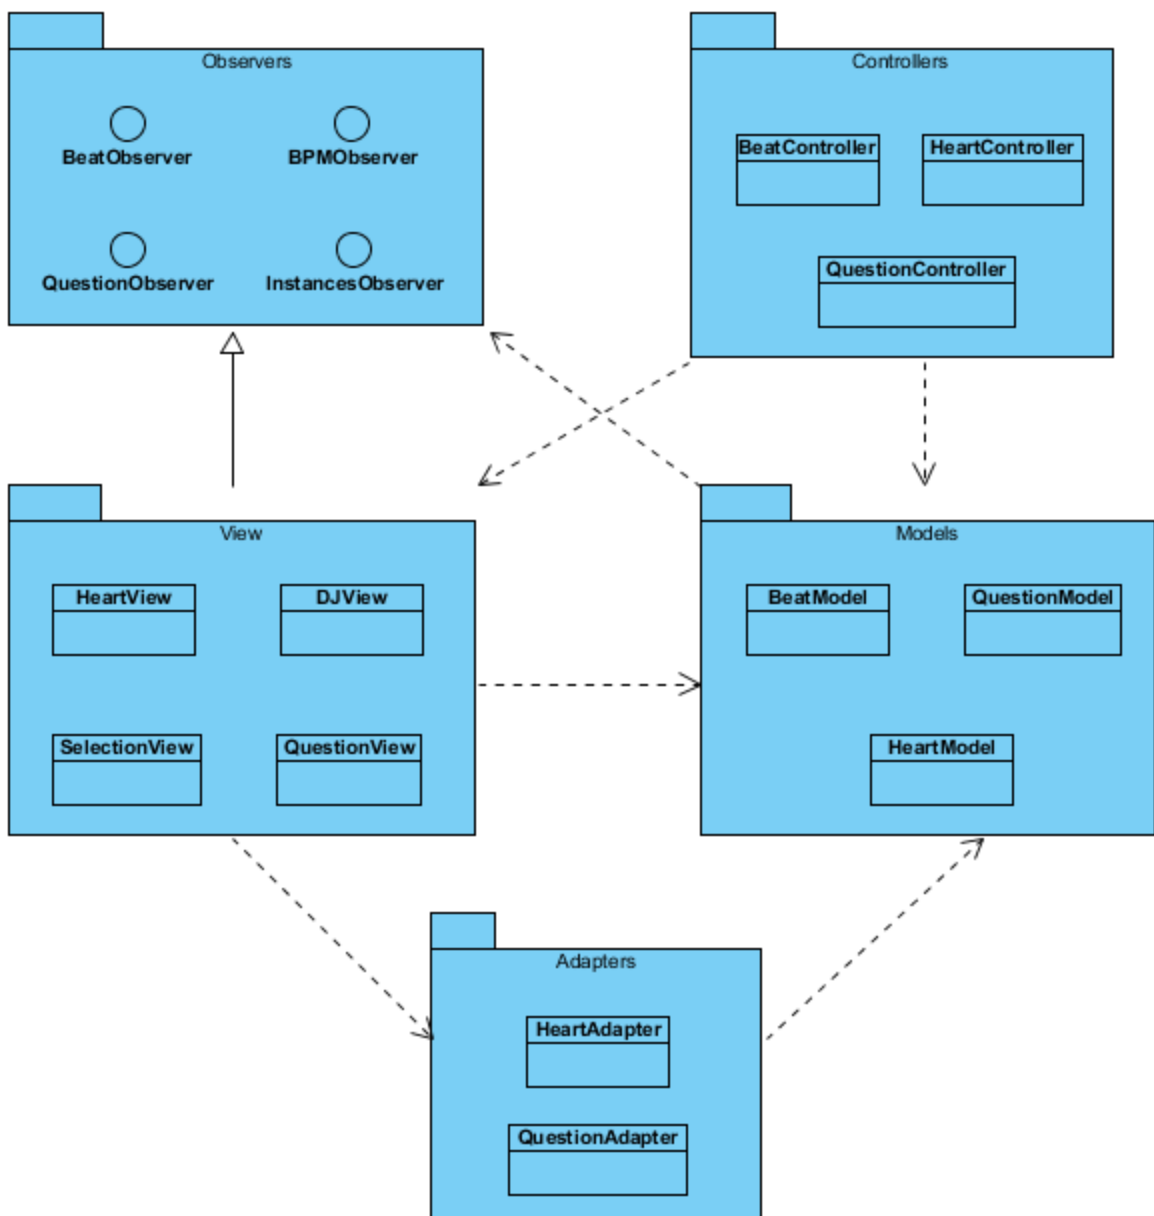 Observers
BeatObserver
BPMObserver
QuestionObserver
InstancesObserver
Controllers
BeatController
HeartController
QuestionController
View
HeartView
DJView
SelectionView
QuestionView
Models
BeatModel
QuestionModel
HeartModel
Adapters
HeartAdapter
QuestionAdapter